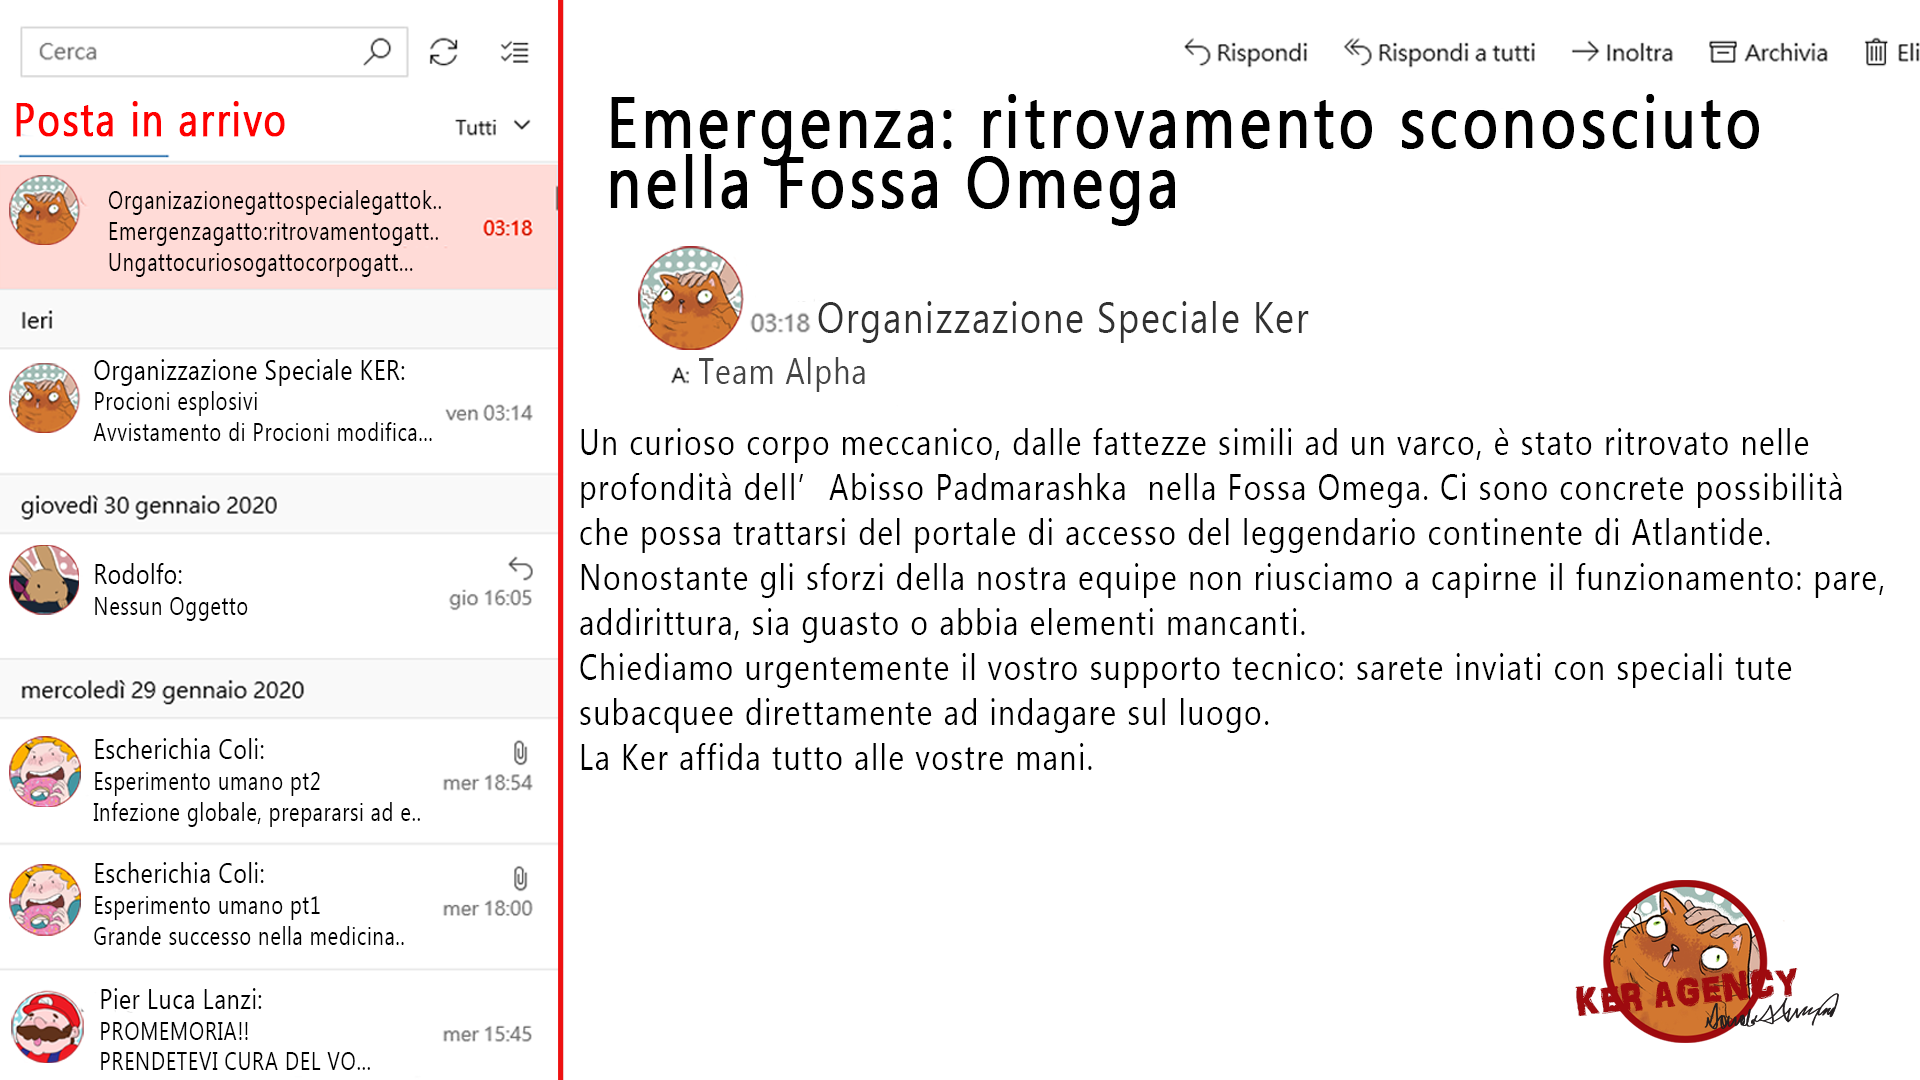 Cerca
Posta in arrivo
Tutti
Organizazionegattospecialegattok..
Emergenzagatto:ritrovamentogatt..
Ungattocuriosogattocorpogatt...
03:18
Ieri
Organizzazione Speciale KER:
Procioni esplosivi
Avvistamento di Procioni modifica...
ven 03:14
giovedì 30 gennaio 2020
Rodolfo:
Nessun Oggetto
gio 16:05
mercoledì 29 gennaio 2020
Escherichia Coli:
Esperimento umano pt2
Infezione globale, prepararsi ad e..
mer 18:54
Escherichia Coli:
Esperimento umano pt1
Grande successo nella medicina..
mer 18:00
Pier Luca Lanzi:
PROMEMORIA!!
PRENDETEVI CURA DEL VO...
mer 15:45
Rispondi Rispondi a tutti Inoltra Archivia Eli
Emergenza: ritrovamento sconosciuto
nella Fossa Omega
03:18 Organizzazione Speciale Ker
A: Team Alpha
Un curioso corpo meccanico, dalle fattezze simili ad un varco, è stato ritrovato nelle
profondità dell' Abisso Padmarashka nella Fossa Omega. Ci sono concrete possibilità
che possa trattarsi del portale di accesso del leggendario continente di Atlantide.
Nonostante gli sforzi della nostra equipe non riusciamo a capirne il funzionamento: pare,
addirittura, sia guasto o abbia elementi mancanti.
Chiediamo urgentemente il vostro supporto tecnico: sarete inviati con speciali tute
subacquee direttamente ad indagare sul luogo.
La Ker affida tutto alle vostre mani.
KER AGENCY